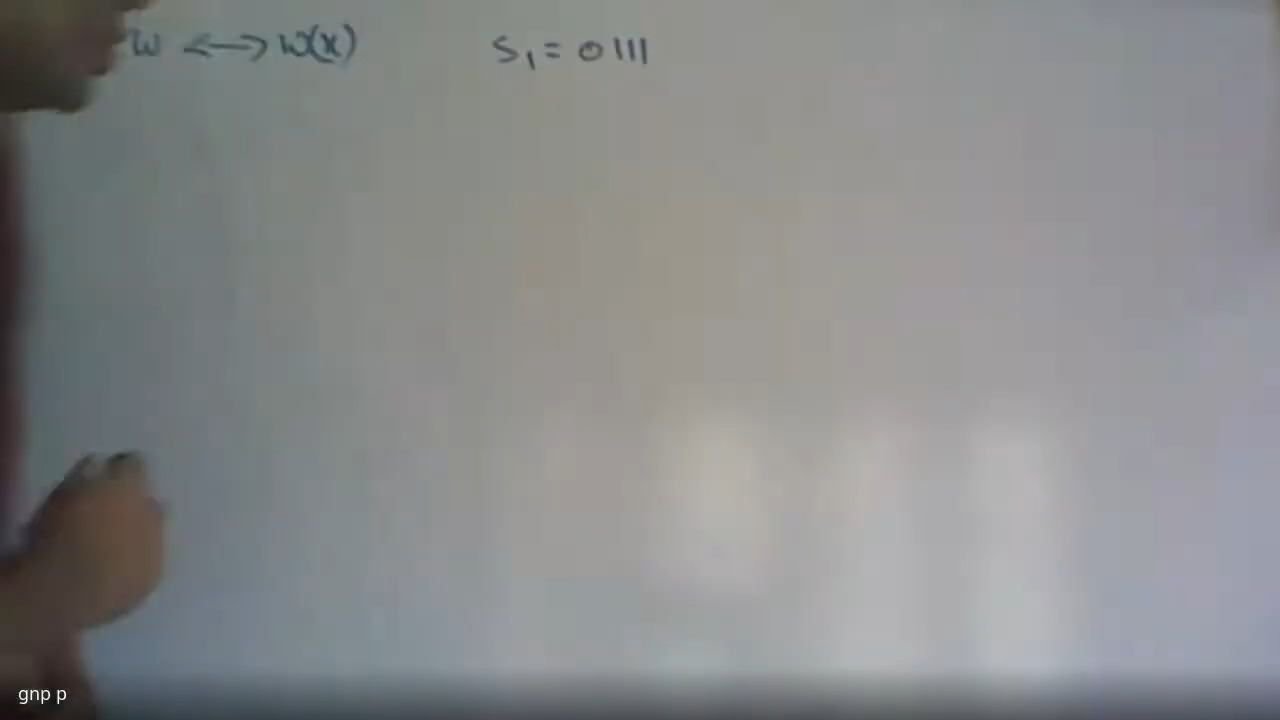 w ⟷ w(x) S₁ = 0111
gnp p